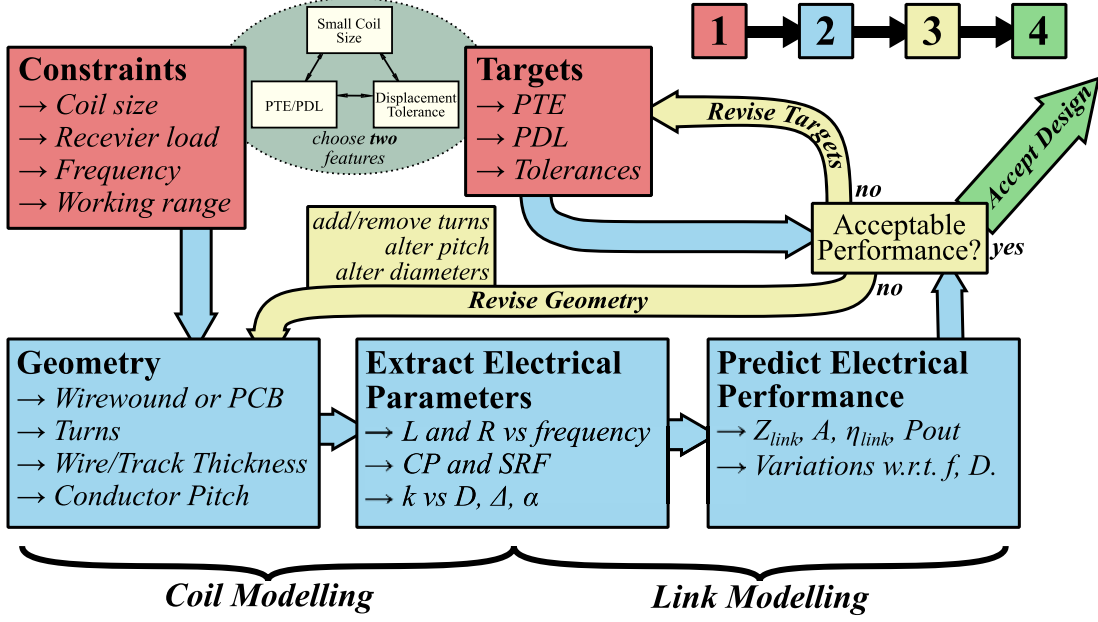 Small Coil
Size
PTE/PDL
Displacement
Tolerance
choose two
features
1
2
3
4
Constraints
→ Coil size
→ Recevier load
→ Frequency
→ Working range
Targets
→ PTE
→ PDL
→ Tolerances
Revise Targets
no
Accept Design
Acceptable
Performance?
yes
no
add/remove turns
alter pitch
alter diameters
Revise Geometry
Geometry
→ Wirewound or PCB
→ Turns
→ Wire/Track Thickness
→ Conductor Pitch
Extract Electrical
Parameters
→ L and R vs frequency
→ CP and SRF
→ k vs D, Δ, α
Predict Electrical
Performance
→ Zlink, A, ηlink, Pout
→ Variations w.r.t. f, D.
Coil Modelling
Link Modelling